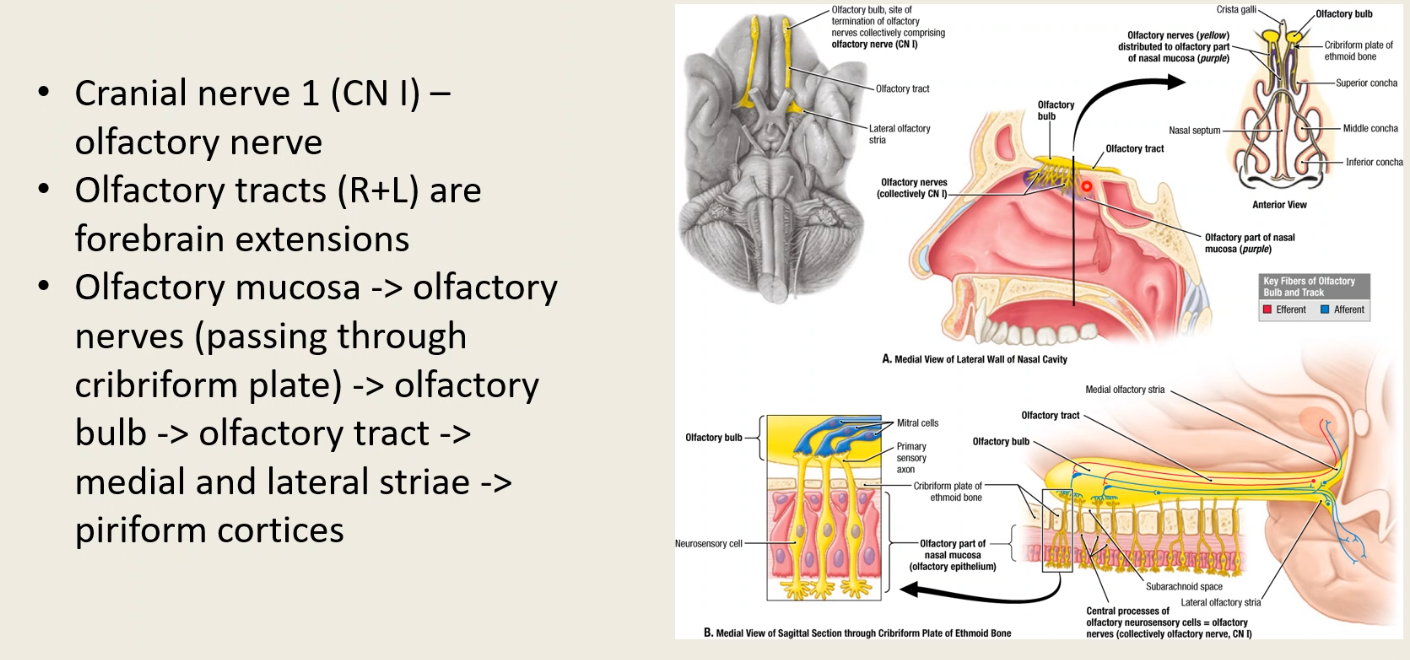 • Cranial nerve 1 (CN I) –
olfactory nerve
• Olfactory tracts (R+L) are
forebrain extensions
• Olfactory mucosa -> olfactory
nerves (passing through
cribriform plate) -> olfactory
bulb -> olfactory tract ->
medial and lateral striae ->
piriform cortices
Olfactory bulb, site of
termination of olfactory
nerves collectively comprising
olfactory nerve (CN I)
Olfactory tract
Lateral olfactory
stria
Crista galli
Olfactory bulb
Olfactory nerves (yellow)
distributed to olfactory part
of nasal mucosa (purple)
Cribriform plate of
ethmoid bone
Superior concha
Nasal septum
Middle concha
Inferior concha
Anterior View
Olfactory
bulb
Olfactory tract
Olfactory nerves
(collectively CN I)
Olfactory part of nasal
mucosa (purple)
Key Fibers of Olfactory
Bulb and Track
Efferent
Afferent
A. Medial View of Lateral Wall of Nasal Cavity
Medial olfactory stria
Olfactory tract
Olfactory bulb
Olfactory bulb
Mitral cells
Primary
sensory
axon
Cribriform plate of
ethmoid bone
Neurosensory cell
Olfactory part of
nasal mucosa
(olfactory epithelium)
Subarachnoid space
Lateral olfactory stria
Central processes of
olfactory neurosensory cells = olfactory
nerves (collectively olfactory nerve, CN I)
B. Medial View of Sagittal Section through Cribriform Plate of Ethmoid Bone